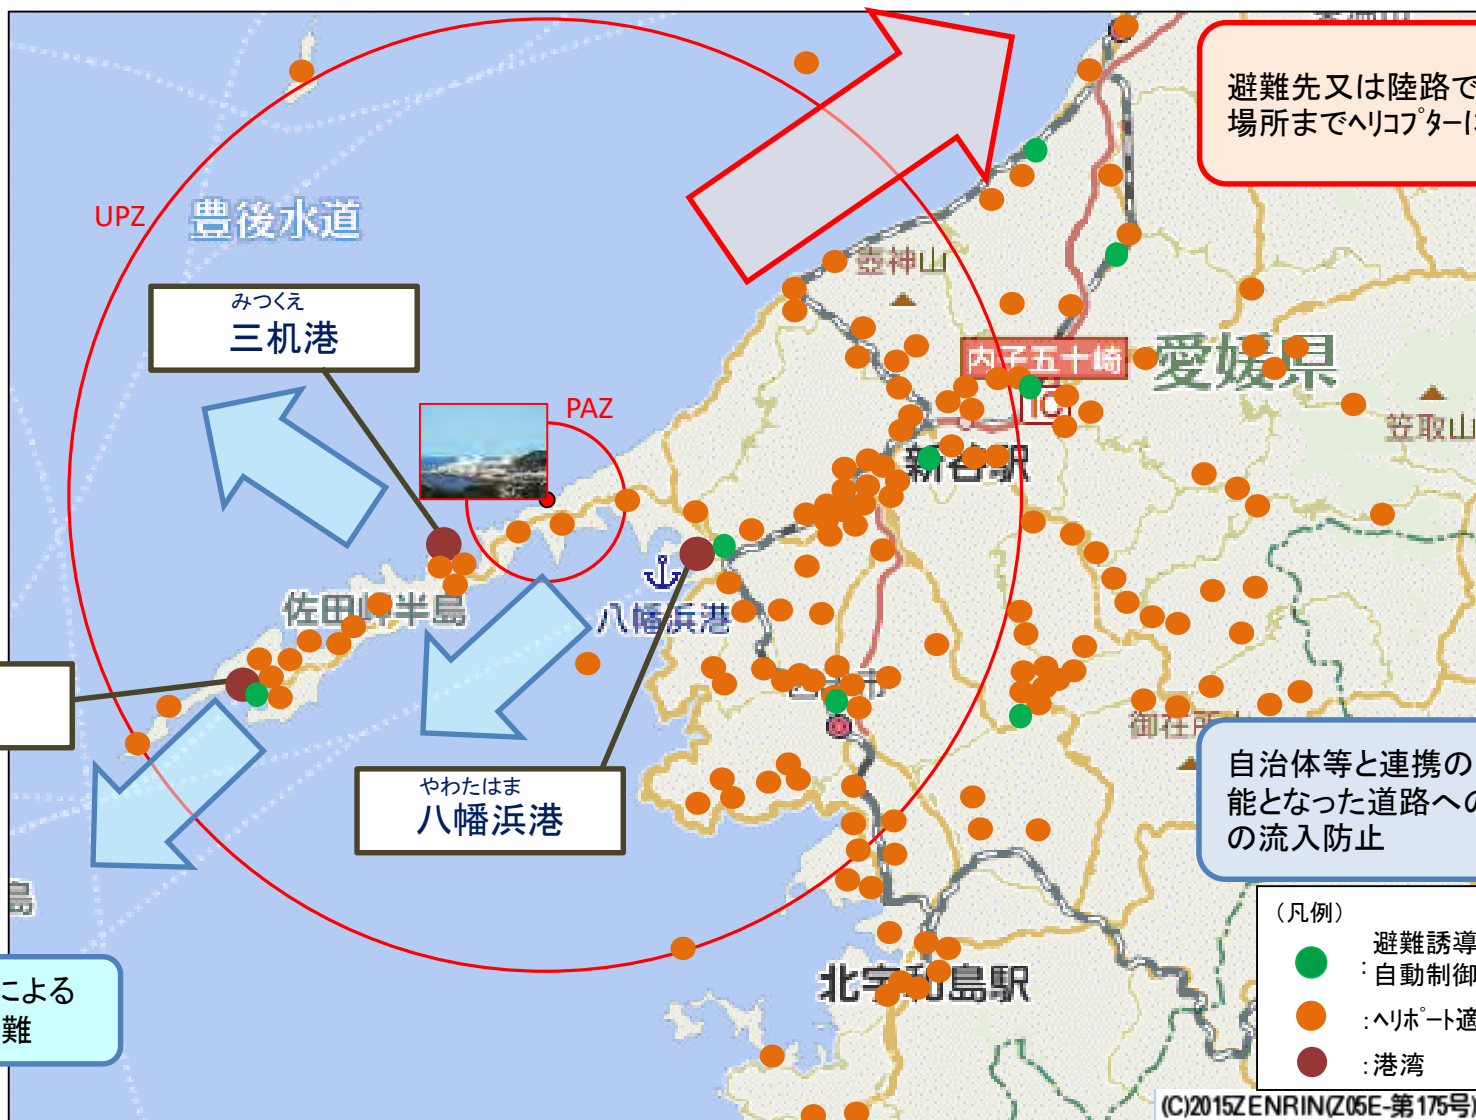 避難先又は陸路で
場所までヘリコプターに
UPZ
豊後水道
壺神山
みつくえ
三机港
内子五十崎
IC
愛媛県
笠取山
PAZ
新谷駅
佐田岬半島
八幡浜港
御在所
自治体等と連携の
能となった道路への
の流入防止
やわたはま
八幡浜港
島
による
難
北宇和島駅
（凡例）
避難誘導
:自動制御
:ヘリポート適
:港湾
(C)2015ZENRIN(Z05E-第175号)